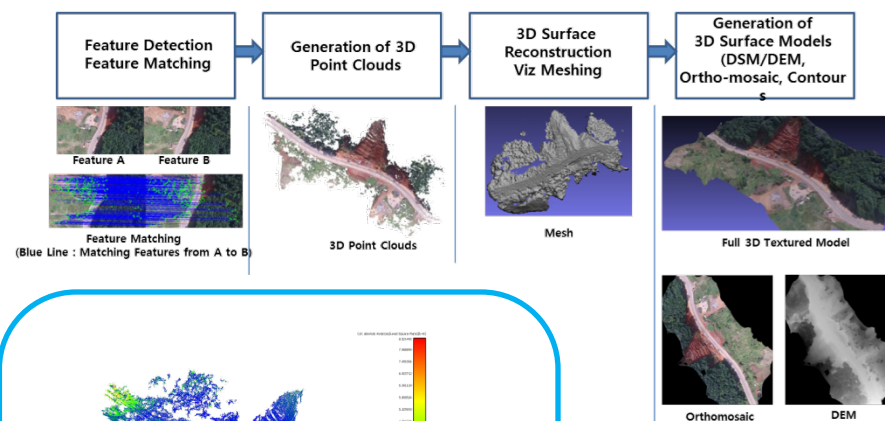 Feature Detection
Feature Matching
Generation of 3D
Point Clouds
3D Surface
Reconstruction
Viz Meshing
Generation of
3D Surface Models
(DSM/DEM,
Ortho-mosaic, Contour
s
Feature A
Feature B
Feature Matching
(Blue Line : Matching Features from A to B)
3D Point Clouds
Mesh
Full 3D Textured Model
Orthomosaic
DEM